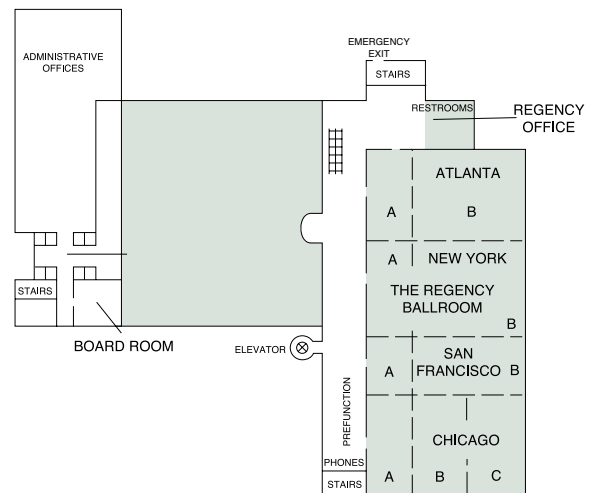 ADMINISTRATIVE
OFFICES
EMERGENCY
EXIT
STAIRS
RESTROOMS
REGENCY
OFFICE
ATLANTA
A
B
A
NEW YORK
THE REGENCY
BALLROOM
B
STAIRS
BOARD ROOM
ELEVATOR
SAN
FRANCISCO
A
B
PREFUNCTION
CHICAGO
PHONES
STAIRS
A
B
C